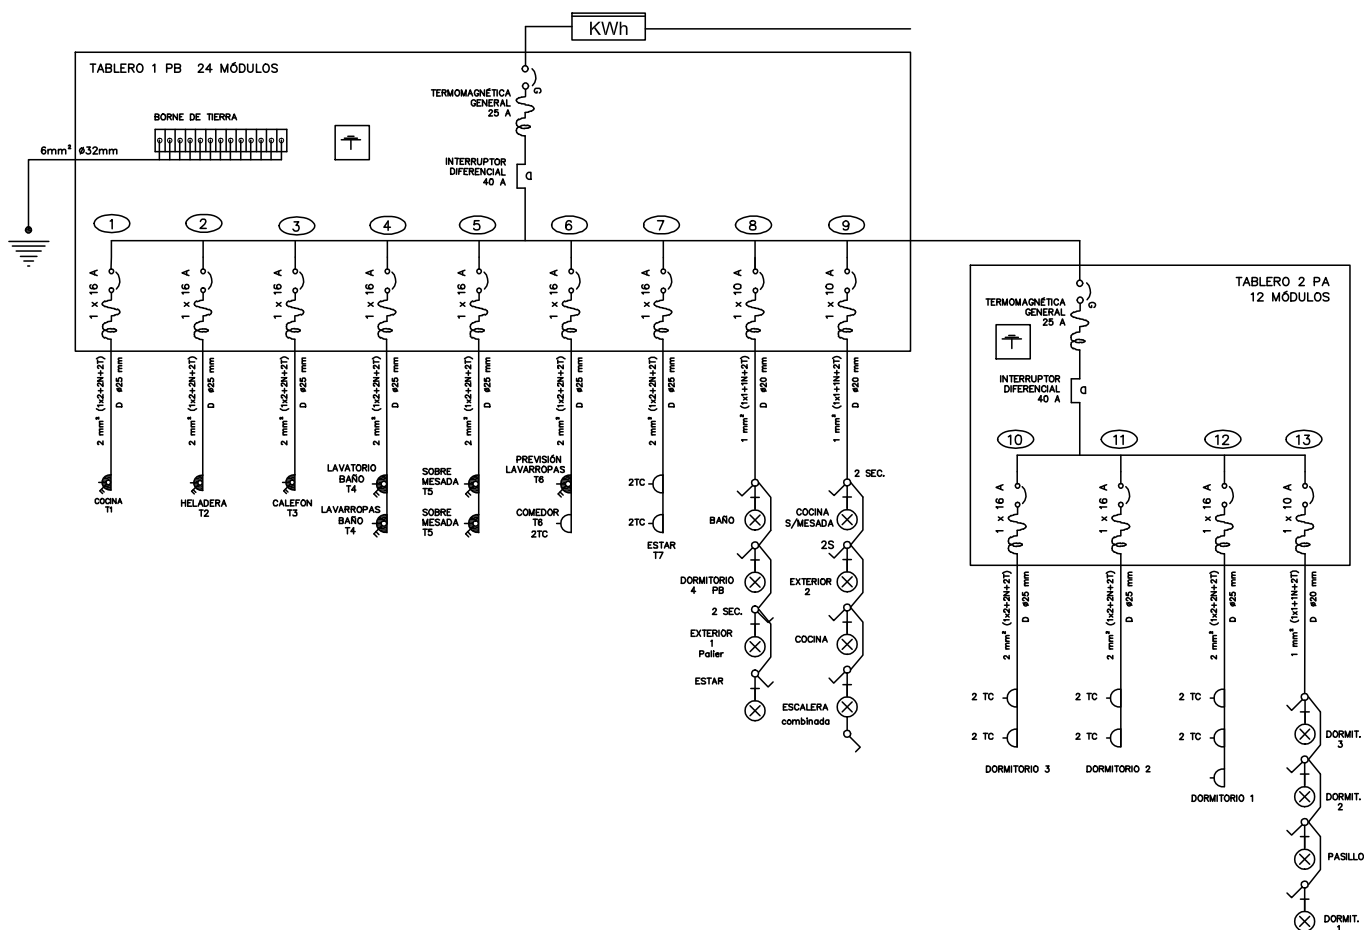 KWh
TABLERO 1 PB 24 MÓDULOS
TERMOMAGNÉTICA
GENERAL
25 A
G
BORNE DE TIERRA
6mm² ø32mm
INTERRUPTOR
DIFERENCIAL
40 A
D
1
2
3
4
5
6
7
8
9
1 x 16 A
1 x 16 A
1 x 16 A
1 x 16 A
1 x 16 A
1 x 16 A
1 x 16 A
1 x 10 A
1 x 10 A
2 mm² (1x2+2N+2T)
D ø25 mm
2 mm² (1x2+2N+2T)
D ø25 mm
2 mm² (1x2+2N+2T)
D ø25 mm
2 mm² (1x2+2N+2T)
D ø25 mm
2 mm² (1x2+2N+2T)
D ø25 mm
2 mm² (1x2+2N+2T)
D ø25 mm
2 mm² (1x2+2N+2T)
D ø25 mm
1 mm² (1x1+1N+2T)
D ø20 mm
1 mm² (1x1+1N+2T)
D ø20 mm
COCINA
T1
HELADERA
T2
CALEFON
T3
LAVATORIO
BAÑO
T4
LAVARROPAS
BAÑO
T4
SOBRE
MESADA
T5
SOBRE
MESADA
T5
PREVISIÓN
LAVARROPAS
T6
COMEDOR
T6
2TC
2TC
2TC
ESTAR
T7
BAÑO
DORMITORIO
4 PB
2 SEC.
EXTERIOR
1
Palier
ESTAR
2 SEC.
COCINA
S/MESADA
2S
EXTERIOR
2
COCINA
ESCALERA
combinada
TABLERO 2 PA
12 MÓDULOS
TERMOMAGNÉTICA
GENERAL
25 A
G
INTERRUPTOR
DIFERENCIAL
40 A
D
10
11
12
13
1 x 16 A
1 x 16 A
1 x 16 A
1 x 10 A
2 mm² (1x2+2N+2T)
D ø25 mm
2 mm² (1x2+2N+2T)
D ø25 mm
2 mm² (1x2+2N+2T)
D ø25 mm
1 mm² (1x1+1N+2T)
D ø20 mm
2 TC
2 TC
DORMITORIO 3
2 TC
2 TC
DORMITORIO 2
2 TC
2 TC
DORMITORIO 1
DORMIT.
3
DORMIT.
2
PASILLO
DORMIT.
1